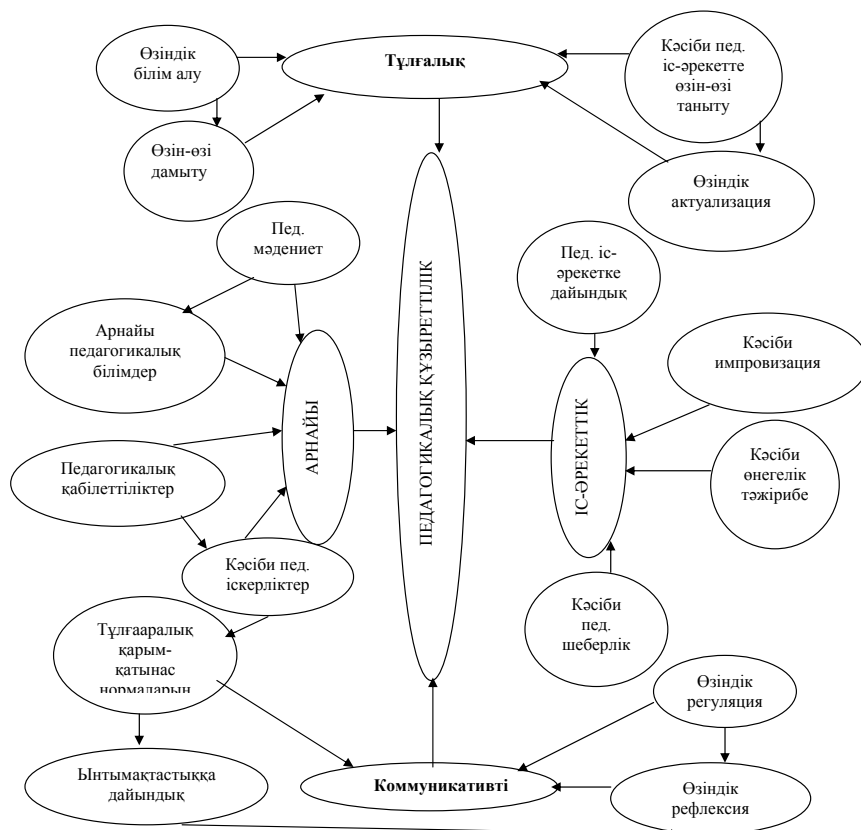 Өзіндік
білім алу
Тұлғалық
Кәсіби пед.
іс-әрекетте
өзін-өзі
таныту
Өзін-өзі
дамыту
Өзіндік
актуализация
Пед.
мәдениет
Пед. іс-
әрекетке
дайындық
Арнайы
педагогикалық
білімдер
АРНАЙЫ
ПЕДАГОГИКАЛЫҚ ҚҰЗЫРЕТТІЛІК
ІС-ӘРЕКЕТТІК
Кәсіби
импровизация
Педагогикалық
қабілеттіліктер
Кәсіби
өнегелік
тәжірибе
Кәсіби пед.
іскерліктер
Кәсіби
пед.
шеберлік
Тұлғааралық
қарым-
қатынас
нормаларын
Өзіндік
регуляция
Ынтымақтастыққа
дайындық
Коммуникативті
Өзіндік
рефлексия